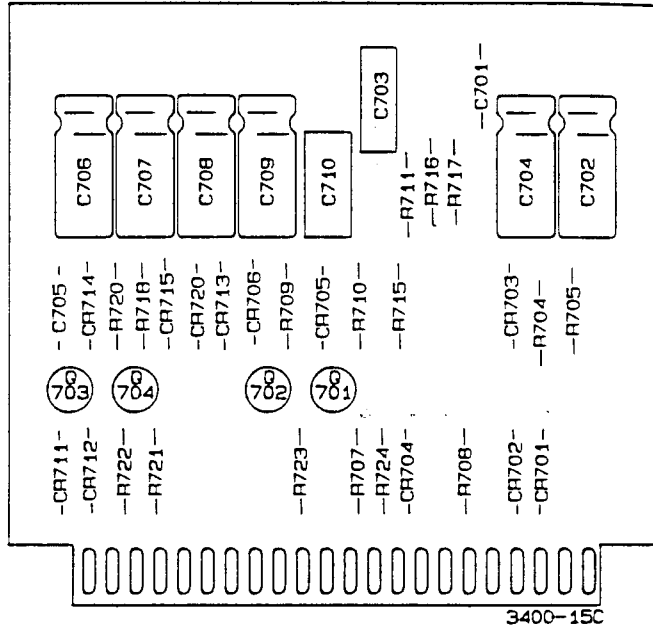 C703
-C701-
C706
C707
C708
C709
C710
-R711-
-R716-
-R717-
C704
C702
-C705-
-CR714-
-R720-
-R718-
-CR715-
-CR720-
-CR713-
-CR706-
-R709-
-CR705-
-R710-
-R715-
-CR703-
-R704-
-R705-
Q
703
Q
704
Q
702
Q
701
-CR711-
-CR712-
-R722-
-R721-
-R723-
-R707-
-R724-
-CR704-
-R708-
-CR702-
-CR701-
3400-15C